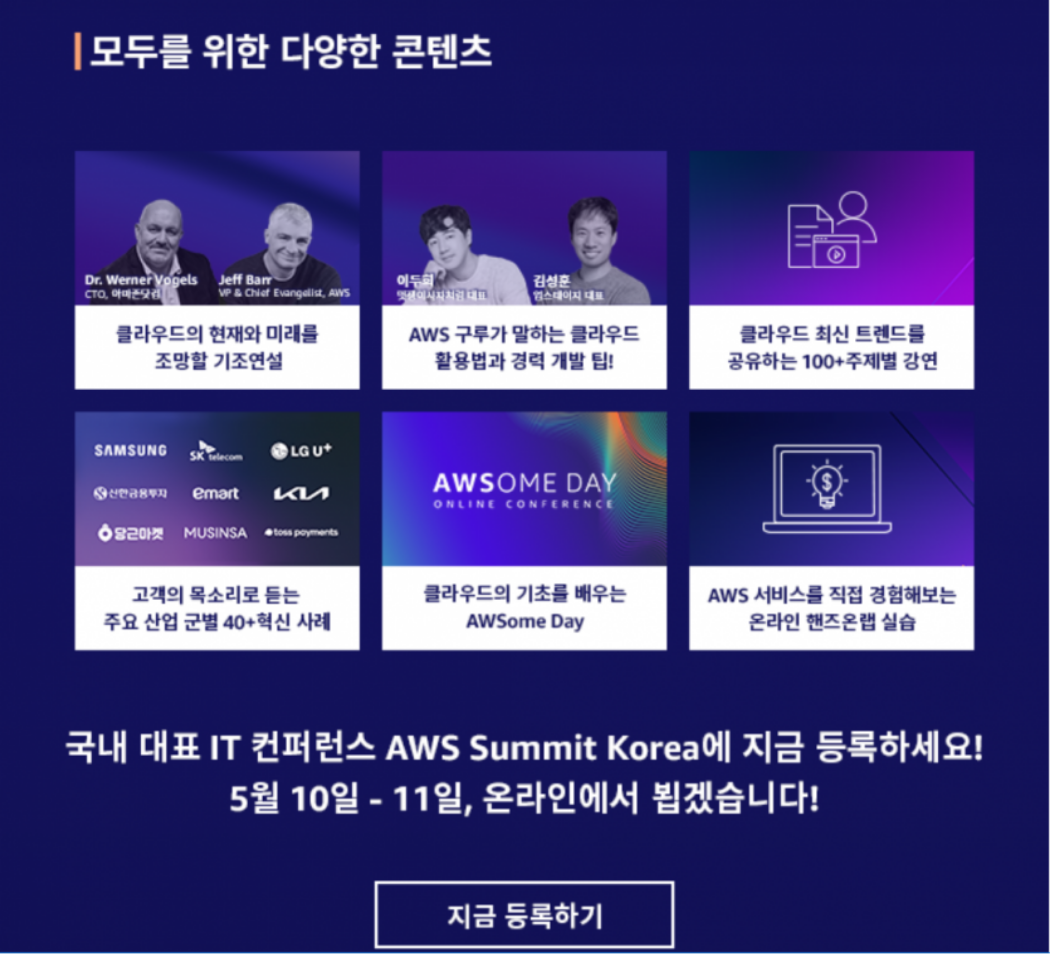 모두를 위한 다양한 콘텐츠
Dr. Werner Vogels
CTO, 아마존닷컴
Jeff Barr
VP & Chief Evangelist, AWS
클라우드의 현재와 미래를
조망할 기조연설
이두희
멋쟁이사자처럼 대표
김성훈
업스테이지 대표
AWS 구루가 말하는 클라우드
활용법과 경력 개발 팁!
클라우드 최신 트렌드를
공유하는 100+주제별 강연
SAMSUNG
SK telecom
LG U+
신한금융투자
emart
KIA
당근마켓
MUSINSA
toss payments
고객의 목소리로 듣는
주요 산업 군별 40+혁신 사례
AWSOME DAY
ONLINE CONFERENCE
클라우드의 기초를 배우는
AWSome Day
AWS 서비스를 직접 경험해보는
온라인 핸즈온랩 실습
국내 대표 IT 컨퍼런스 AWS Summit Korea에 지금 등록하세요!
5월 10일 - 11일, 온라인에서 뵙겠습니다!
지금 등록하기